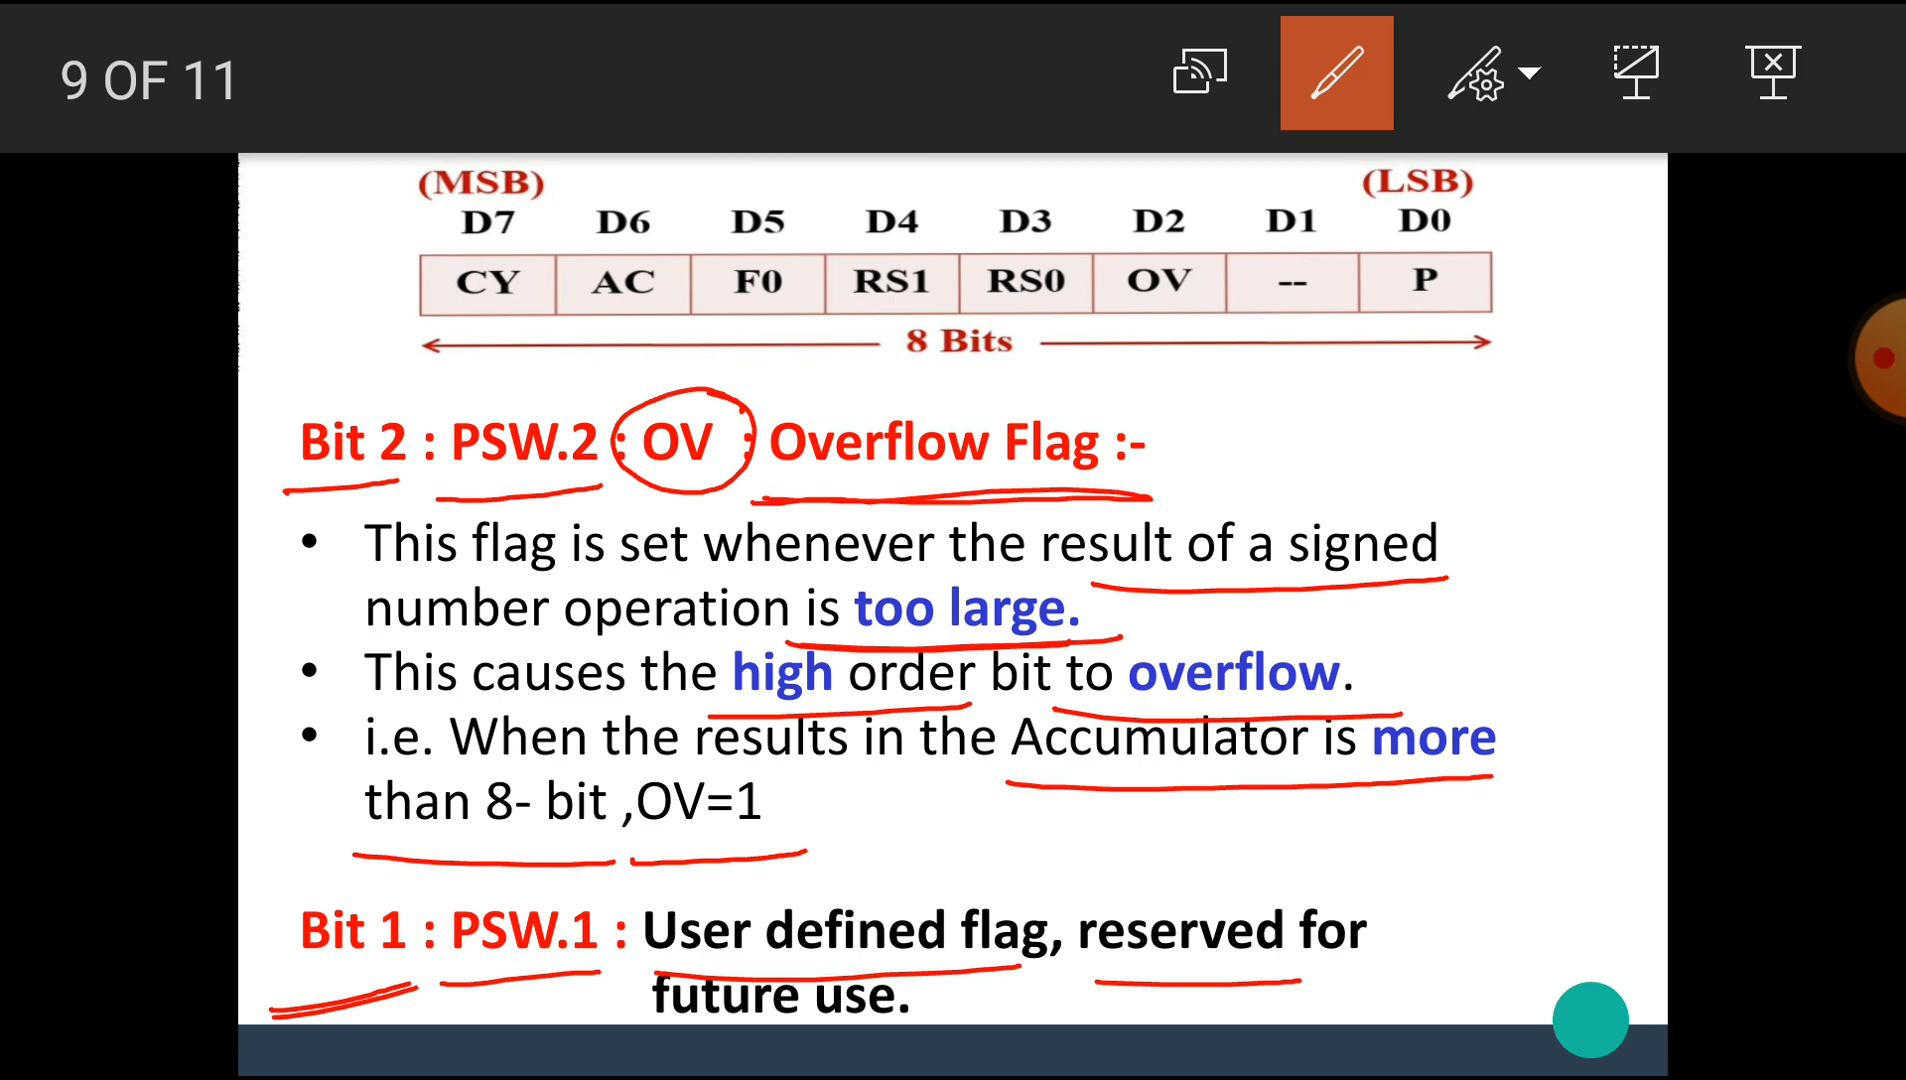 9 OF 11
(MSB) (LSB)
D7 D6 D5 D4 D3 D2 D1 D0
CY AC F0 RS1 RS0 OV -- P
8 Bits
Bit 2 : PSW.2 : OV : Overflow Flag :-
• This flag is set whenever the result of a signed
number operation is too large.
• This causes the high order bit to overflow.
• i.e. When the results in the Accumulator is more
than 8- bit ,OV=1
Bit 1 : PSW.1 : User defined flag, reserved for
future use.